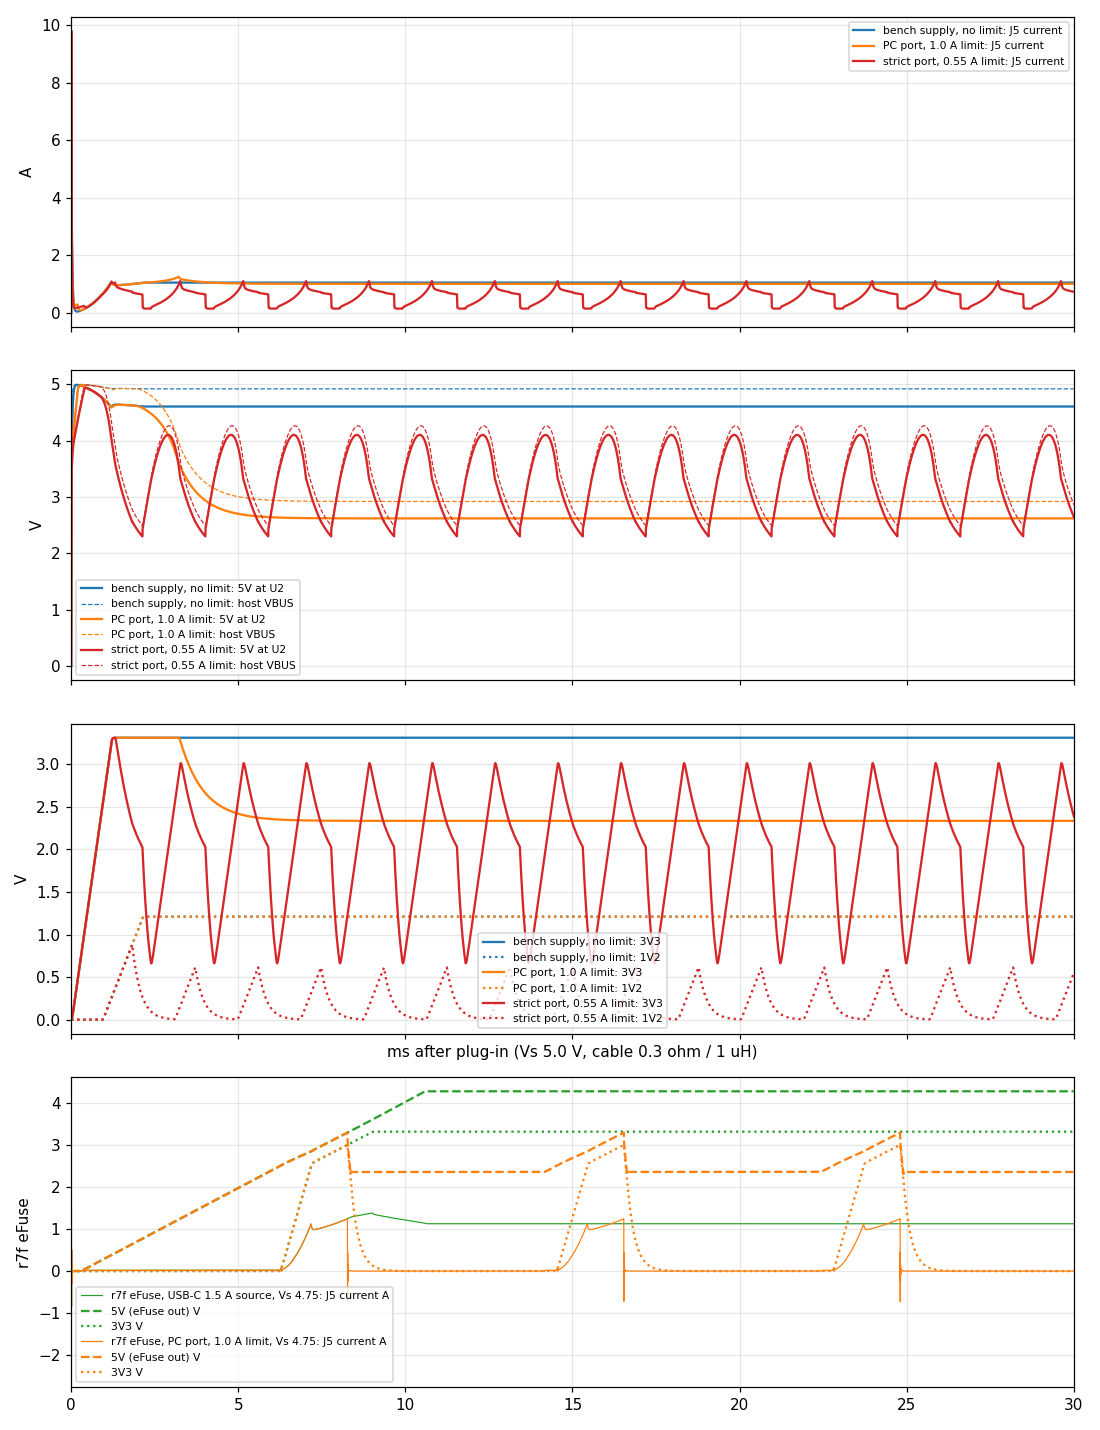 10
8
6
4
2
0
A
bench supply, no limit: J5 current
PC port, 1.0 A limit: J5 current
strict port, 0.55 A limit: J5 current
5
4
3
2
1
0
V
bench supply, no limit: 5V at U2
bench supply, no limit: host VBUS
PC port, 1.0 A limit: 5V at U2
PC port, 1.0 A limit: host VBUS
strict port, 0.55 A limit: 5V at U2
strict port, 0.55 A limit: host VBUS
3.0
2.5
2.0
1.5
1.0
0.5
0.0
V
bench supply, no limit: 3V3
bench supply, no limit: 1V2
PC port, 1.0 A limit: 3V3
PC port, 1.0 A limit: 1V2
strict port, 0.55 A limit: 3V3
strict port, 0.55 A limit: 1V2
ms after plug-in (Vs 5.0 V, cable 0.3 ohm / 1 uH)
4
3
2
1
0
−1
−2
r7f eFuse
r7f eFuse, USB-C 1.5 A source, Vs 4.75: J5 current A
5V (eFuse out) V
3V3 V
r7f eFuse, PC port, 1.0 A limit, Vs 4.75: J5 current A
5V (eFuse out) V
3V3 V
0 5 10 15 20 25 30